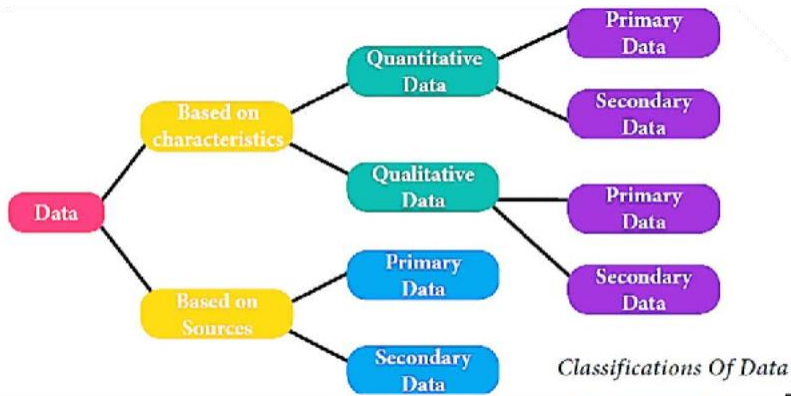 Primary
Data
Quantitative
Data
Based on
characteristics
Secondary
Data
Qualitative
Data
Primary
Data
Data
Primary
Data
Secondary
Data
Based on
Sources
Secondary
Data
Classifications Of Data